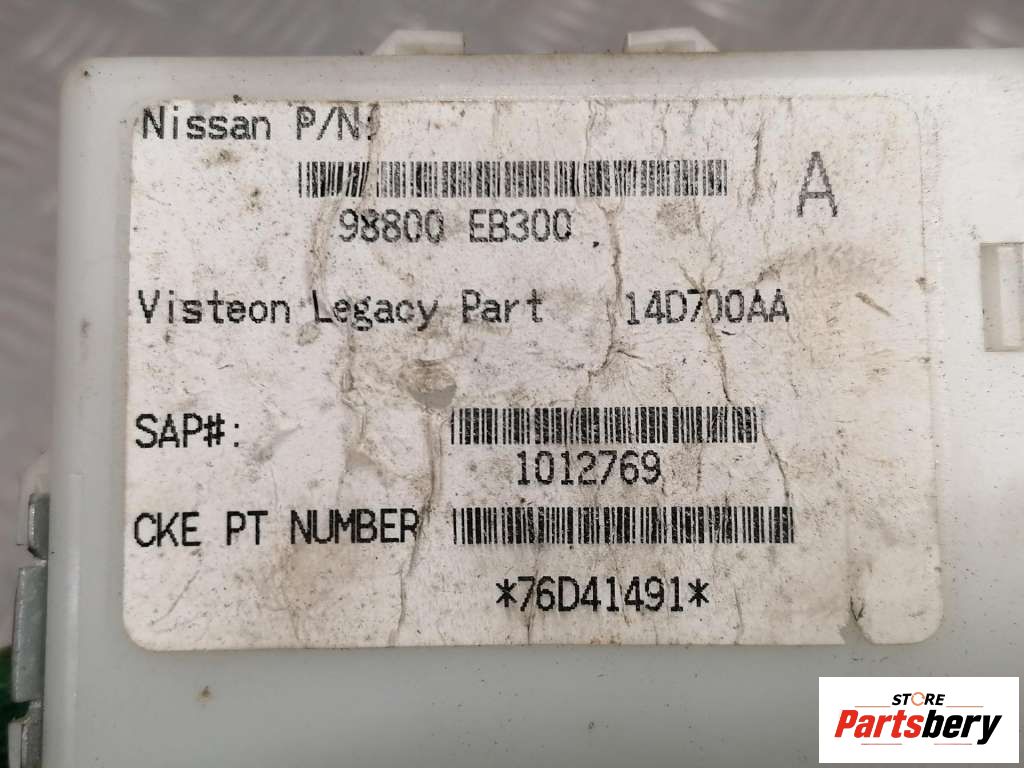 Nissan P/N:
A
98800 EB300
Visteon Legacy Part 14D700AA
SAP#:
1012769
CKE PT NUMBER
*76D41491*
STORE
Partsbery